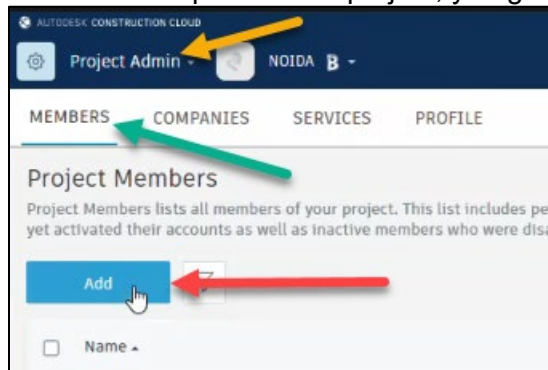 AUTODESK CONSTRUCTION CLOUD
Project Admin NOIDA B
MEMBERS COMPANIES SERVICES PROFILE
Project Members
Project Members lists all members of your project. This list includes pe
yet activated their accounts as well as inactive members who were disa
Add
Name